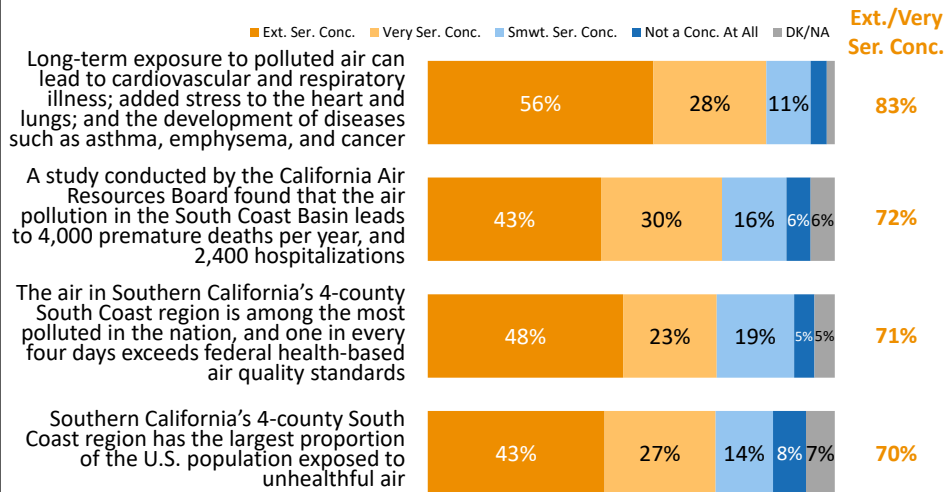 Ext. Ser. Conc. Very Ser. Conc. Smwt. Ser. Conc. Not a Conc. At All DK/NA
Ext./Very
Ser. Conc.
Long-term exposure to polluted air can
lead to cardiovascular and respiratory
illness; added stress to the heart and
lungs; and the development of diseases
such as asthma, emphysema, and cancer
56% 28% 11% 83%
A study conducted by the California Air
Resources Board found that the air
pollution in the South Coast Basin leads
to 4,000 premature deaths per year, and
2,400 hospitalizations
43% 30% 16% 6% 6% 72%
The air in Southern California's 4-county
South Coast region is among the most
polluted in the nation, and one in every
four days exceeds federal health-based
air quality standards
48% 23% 19% 5% 5% 71%
Southern California's 4-county South
Coast region has the largest proportion
of the U.S. population exposed to
unhealthful air
43% 27% 14% 8% 7% 70%